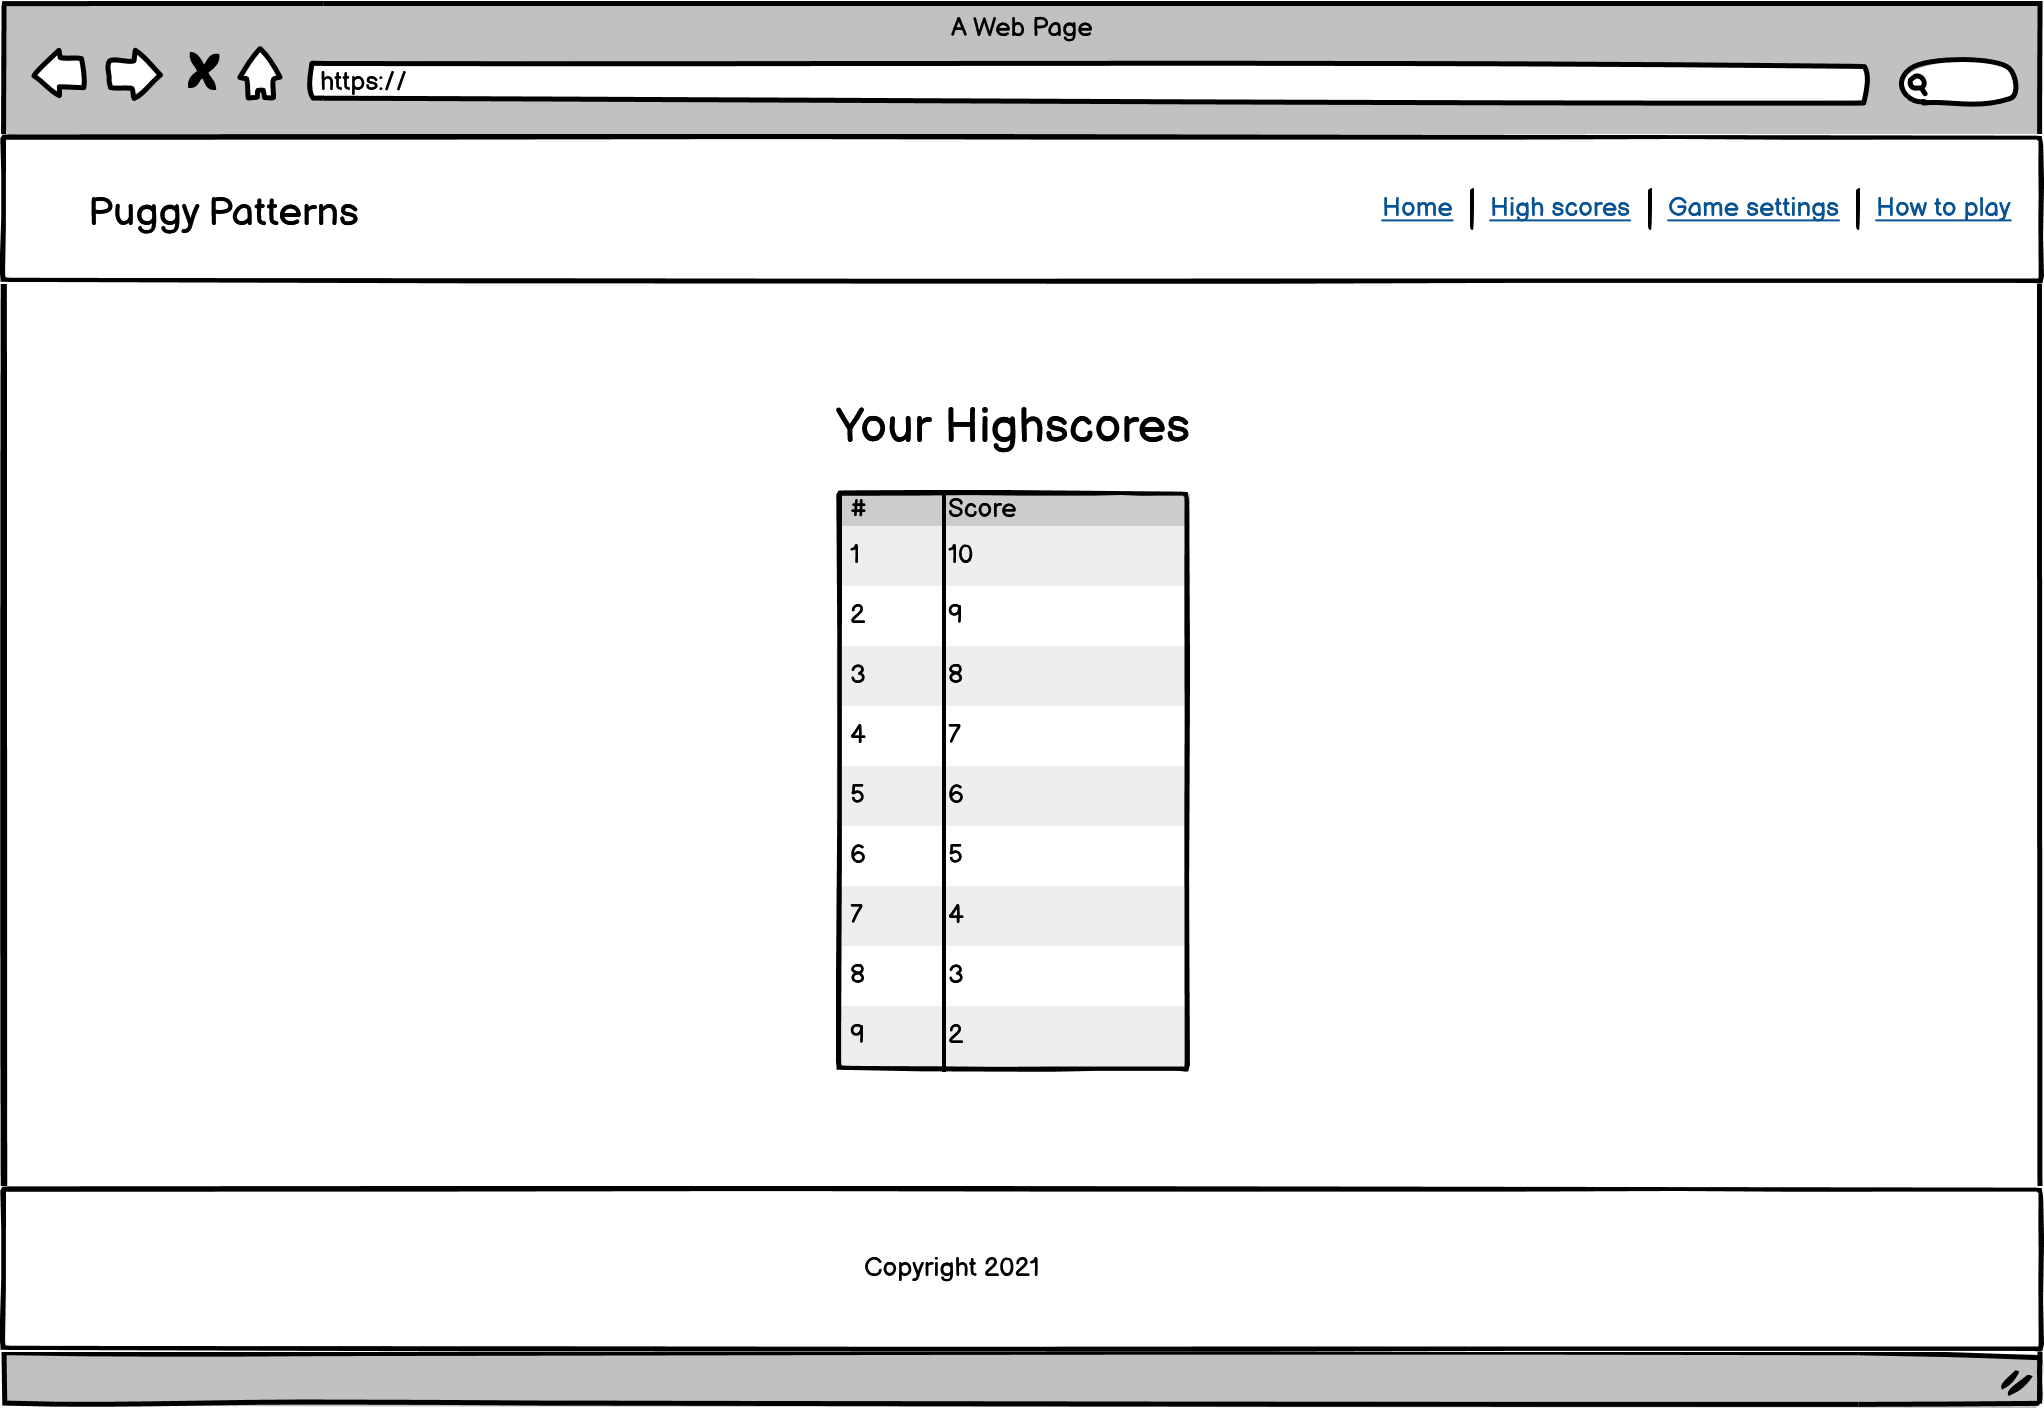 A Web Page
https://
Puggy Patterns
Home | High scores | Game settings | How to play
Your Highscores
# Score
1 10
2 9
3 8
4 7
5 6
6 5
7 4
8 3
9 2
Copyright 2021